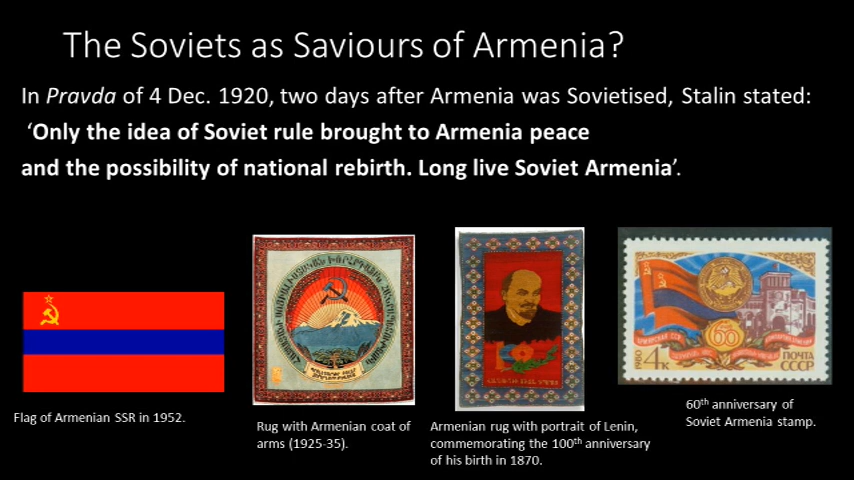 The Soviets as Saviours of Armenia?
In Pravda of 4 Dec. 1920, two days after Armenia was Sovietised, Stalin stated:
‘Only the idea of Soviet rule brought to Armenia peace
and the possibility of national rebirth. Long live Soviet Armenia’.
Flag of Armenian SSR in 1952.
Rug with Armenian coat of
arms (1925-35).
Armenian rug with portrait of Lenin,
commemorating the 100th anniversary
of his birth in 1870.
60
1980
4к
ПОЧТА
СССР
60th anniversary of
Soviet Armenia stamp.